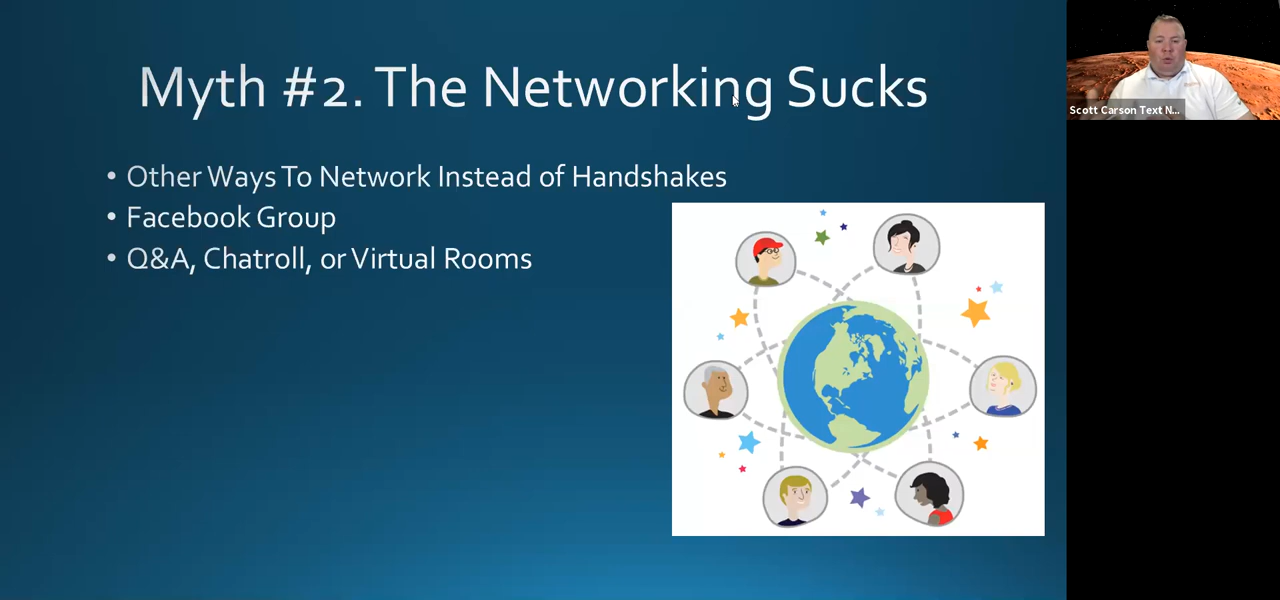 Myth #2. The Networking Sucks
• Other Ways To Network Instead of Handshakes
• Facebook Group
• Q&A, Chatroll, or Virtual Rooms
Scott Carson Text N...